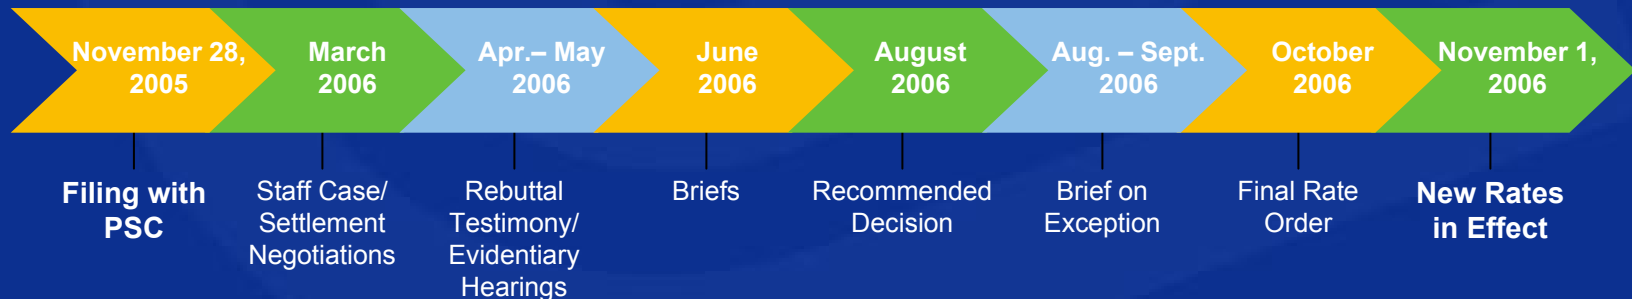 November 28,
2005
March
2006
Apr.– May
2006
June
2006
August
2006
Aug. – Sept.
2006
October
2006
November 1,
2006
Filing with
PSC
Staff Case/
Settlement
Negotiations
Rebuttal
Testimony/
Evidentiary
Hearings
Briefs
Recommended
Decision
Brief on
Exception
Final Rate
Order
New Rates
in Effect